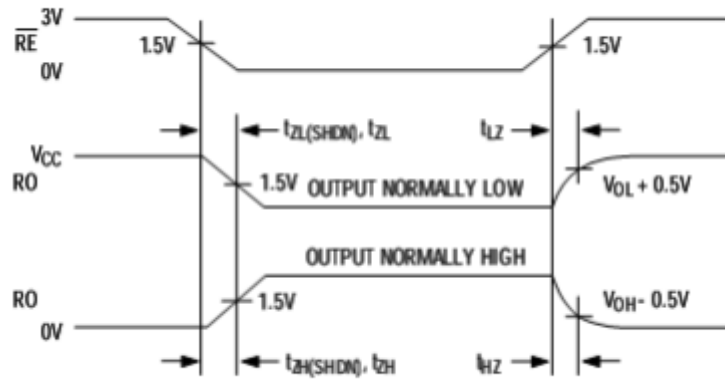 3V
RE
1.5V
1.5V
0V
tZL(SHDN), tZL
tLZ
VCC
RO
1.5V
OUTPUT NORMALLY LOW
VOL + 0.5V
OUTPUT NORMALLY HIGH
RO
1.5V
VOH - 0.5V
0V
tZH(SHDN), tZH
tHZ